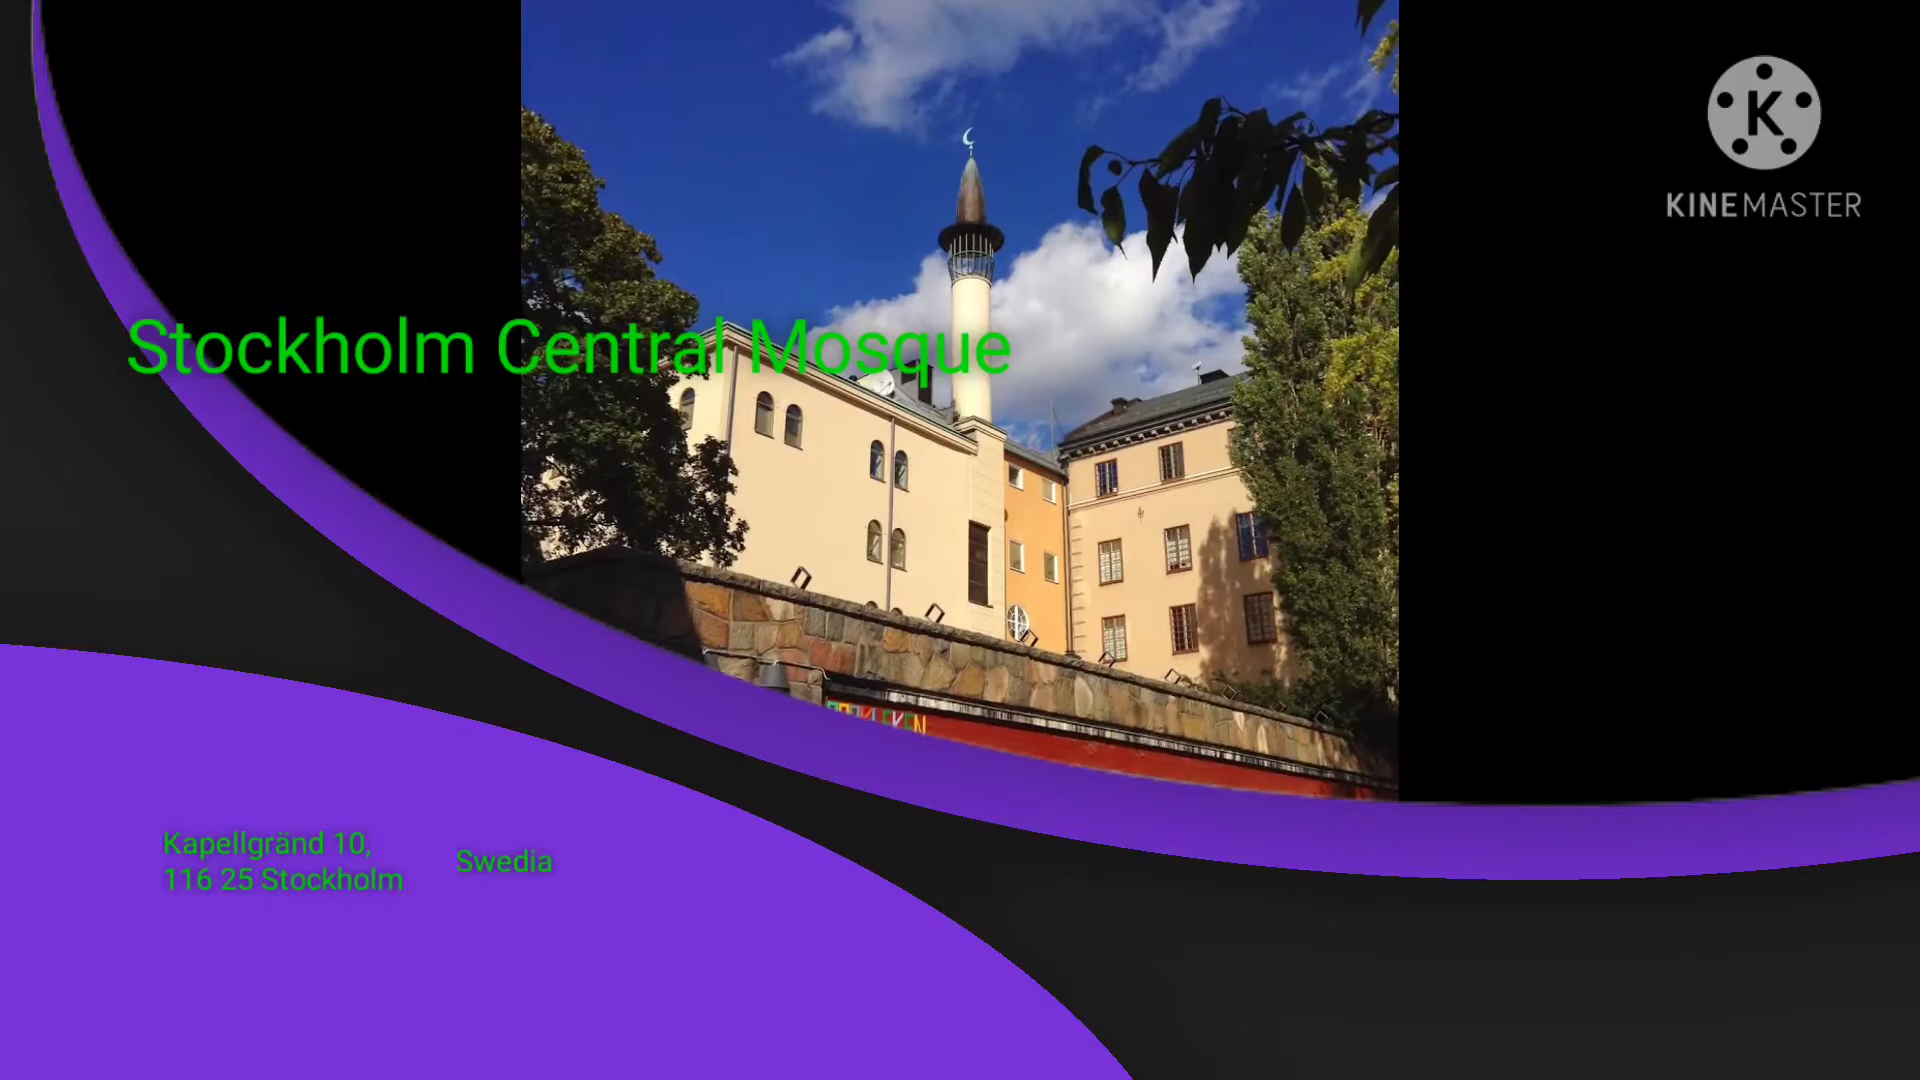 K
KINEMASTER
Stockholm Central Mosque
Kapellgränd 10,
116 25 Stockholm
Swedia